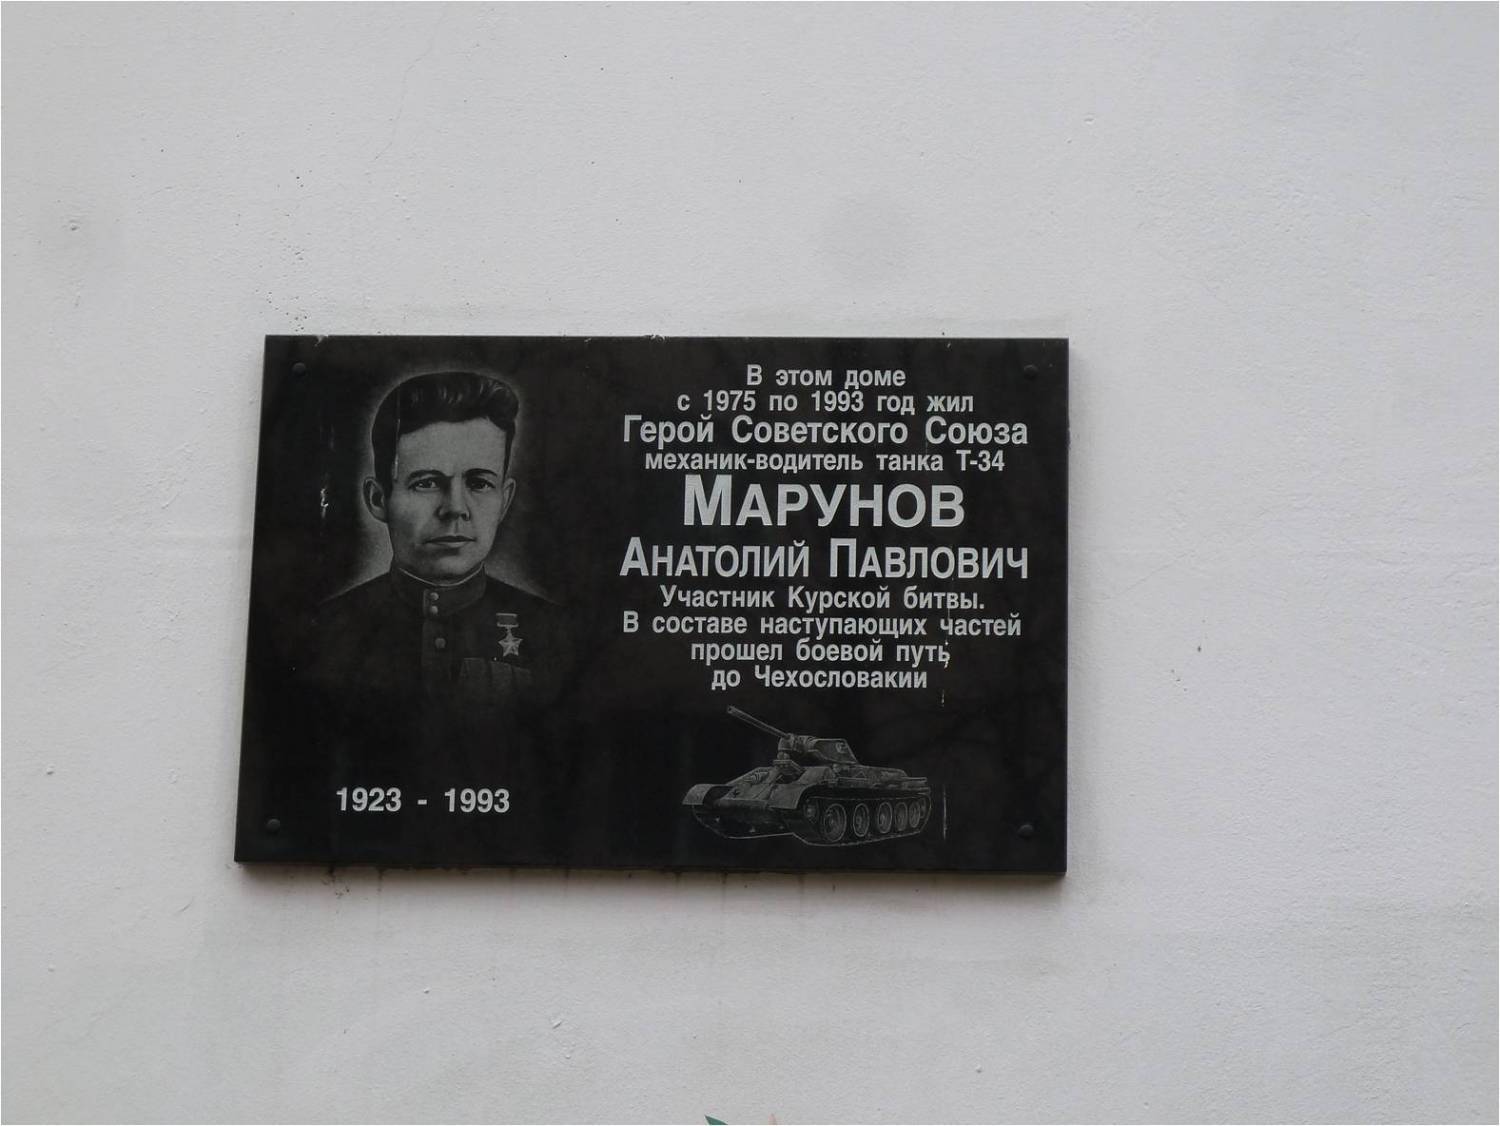 В этом доме
с 1975 по 1993 год жил
Герой Советского Союза
механик-водитель танка Т-34
МАРУНОВ
АНАТОЛИЙ ПАВЛОВИЧ
Участник Курской битвы.
В составе наступающих частей
прошел боевой путь
до Чехословакии
1923 - 1993